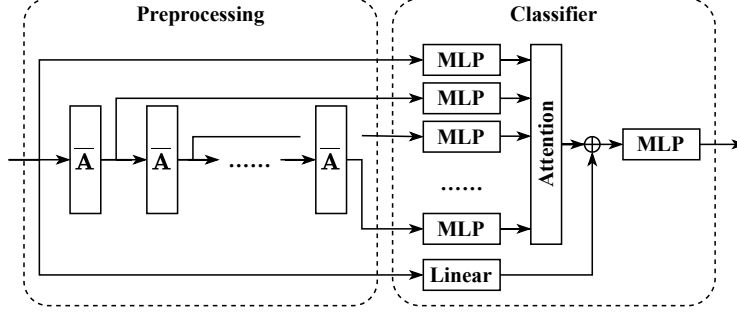 Preprocessing
Classifier
MLP
MLP
MLP
A̅
A̅
......
A̅
......
MLP
Linear
Attention
MLP